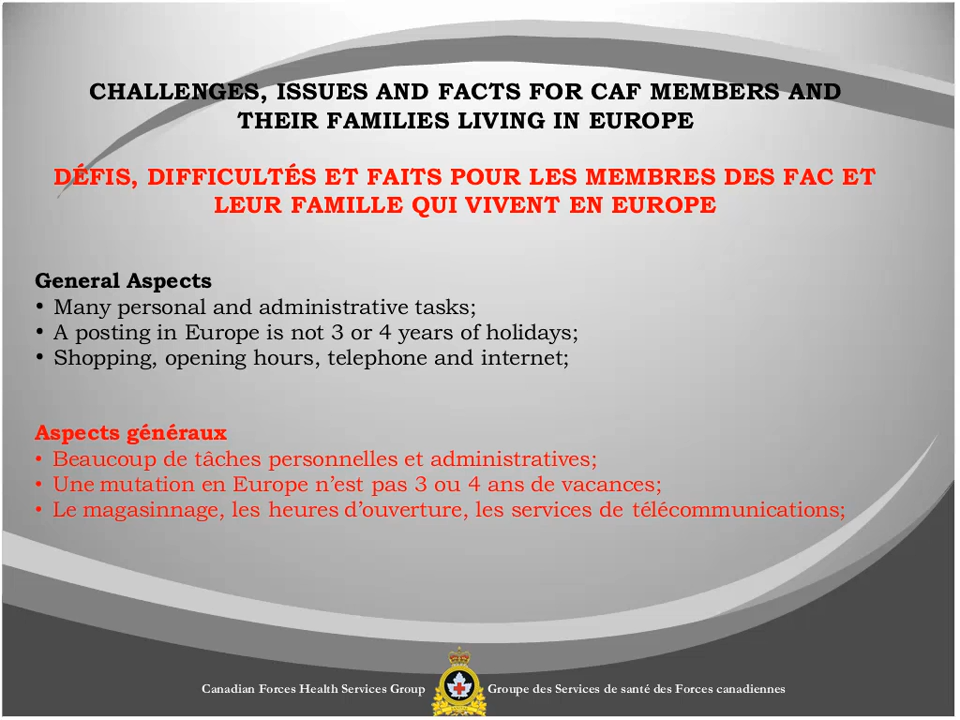 CHALLENGES, ISSUES AND FACTS FOR CAF MEMBERS AND
THEIR FAMILIES LIVING IN EUROPE
DÉFIS, DIFFICULTÉS ET FAITS POUR LES MEMBRES DES FAC ET
LEUR FAMILLE QUI VIVENT EN EUROPE
General Aspects
• Many personal and administrative tasks;
• A posting in Europe is not 3 or 4 years of holidays;
• Shopping, opening hours, telephone and internet;
Aspects généraux
• Beaucoup de tâches personnelles et administratives;
• Une mutation en Europe n’est pas 3 ou 4 ans de vacances;
• Le magasinnage, les heures d’ouverture, les services de télécommunications;
Canadian Forces Health Services Group Groupe des Services de santé des Forces canadiennes